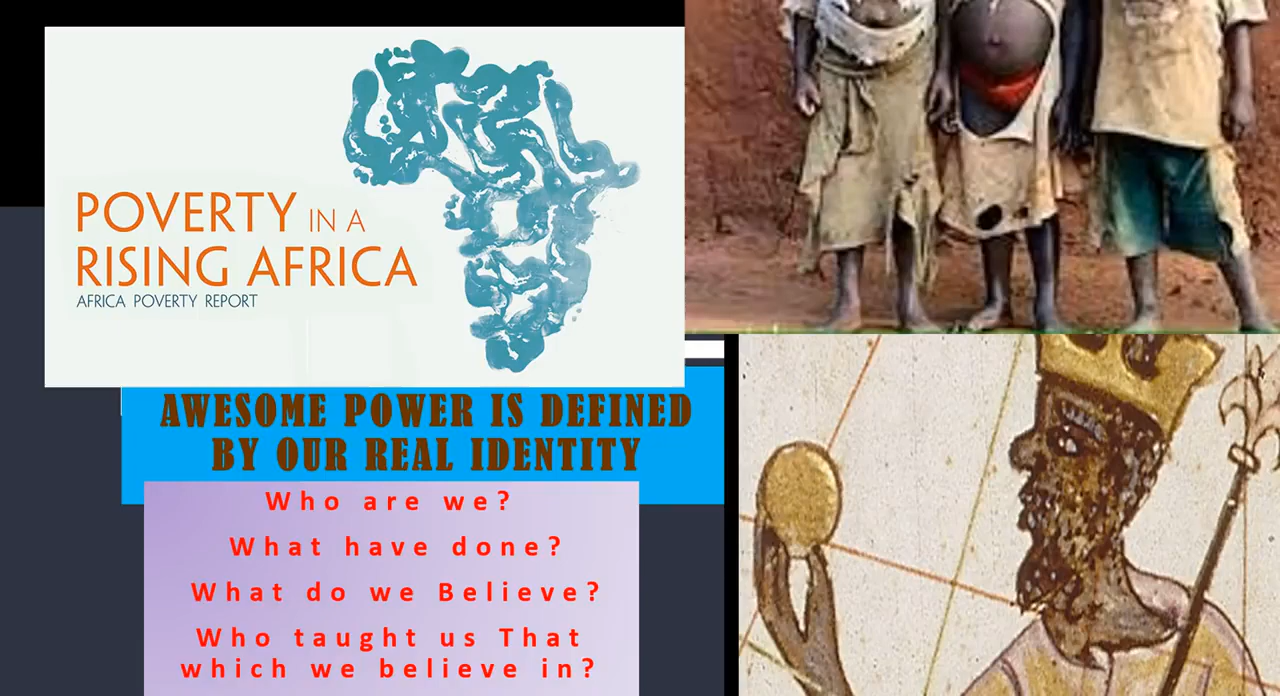 POVERTY IN A
RISING AFRICA
AFRICA POVERTY REPORT
AWESOME POWER IS DEFINED
BY OUR REAL IDENTITY
Who are we?
What have done?
What do we Believe?
Who taught us That
which we believe in?